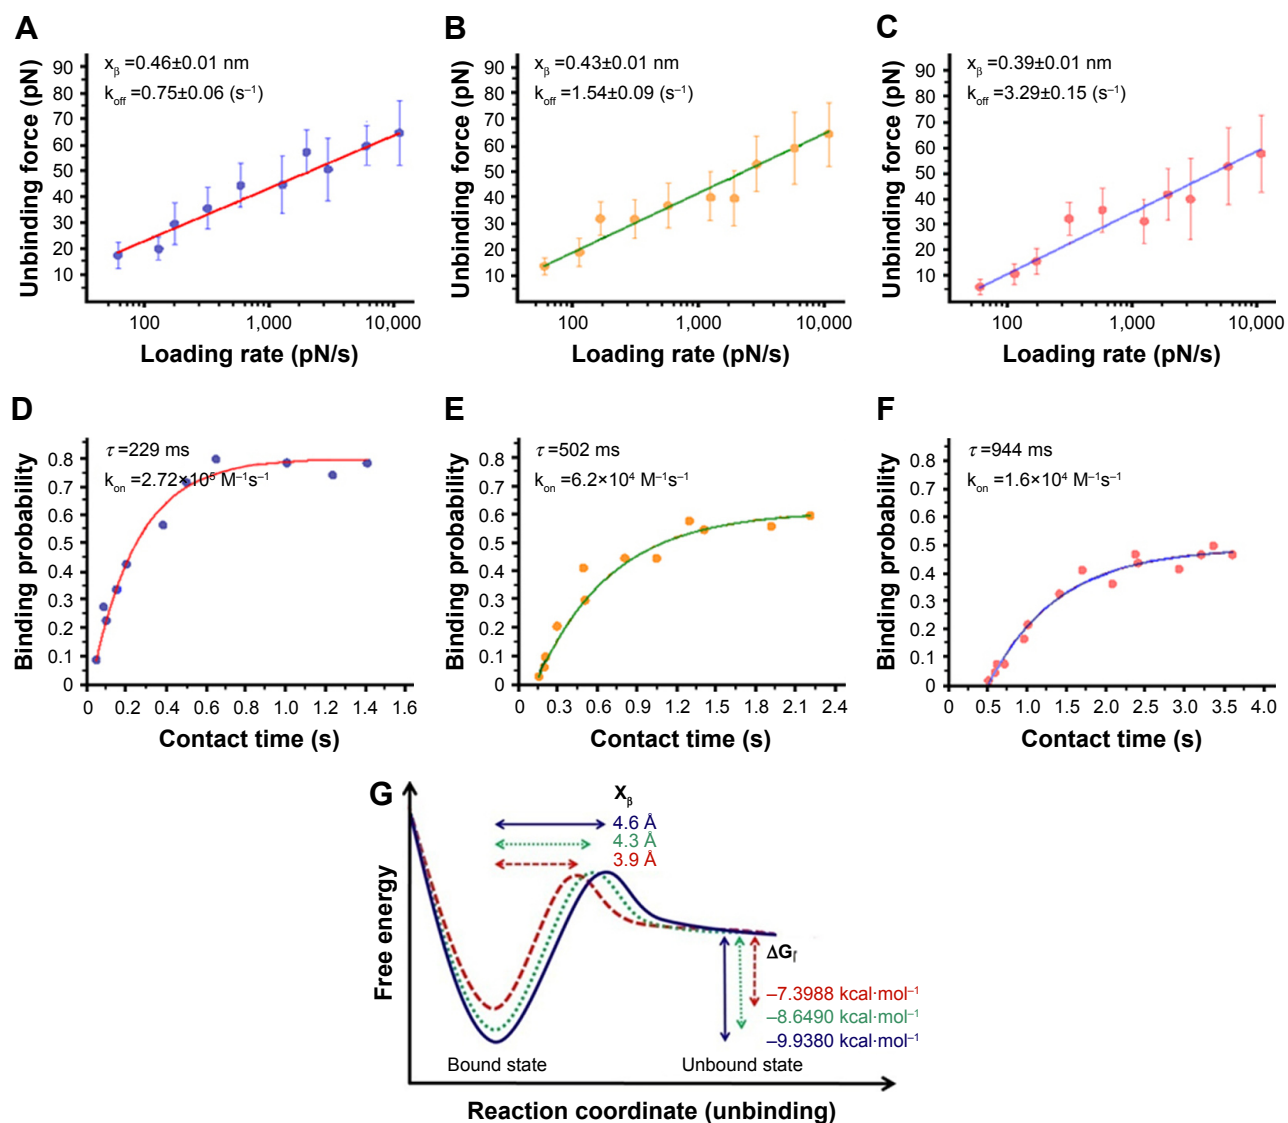 A
x_β =0.46±0.01 nm
k_off =0.75±0.06 (s⁻¹)
Unbinding force (pN)
90
80
70
60
50
40
30
20
10
100 1,000 10,000
Loading rate (pN/s)
B
x_β =0.43±0.01 nm
k_off =1.54±0.09 (s⁻¹)
Unbinding force (pN)
90
80
70
60
50
40
30
20
10
100 1,000 10,000
Loading rate (pN/s)
C
x_β =0.39±0.01 nm
k_off =3.29±0.15 (s⁻¹)
Unbinding force (pN)
90
80
70
60
50
40
30
20
10
100 1,000 10,000
Loading rate (pN/s)
D
τ=229 ms
k_on =2.72×10⁵ M⁻¹s⁻¹
Binding probability
0.8
0.7
0.6
0.5
0.4
0.3
0.2
0.1
0
0 0.2 0.4 0.6 0.8 1.0 1.2 1.4 1.6
Contact time (s)
E
τ=502 ms
k_on =6.2×10⁴ M⁻¹s⁻¹
Binding probability
0.8
0.7
0.6
0.5
0.4
0.3
0.2
0.1
0
0 0.3 0.6 0.9 1.2 1.5 1.8 2.1 2.4
Contact time (s)
F
τ=944 ms
k_on =1.6×10⁴ M⁻¹s⁻¹
Binding probability
0.8
0.7
0.6
0.5
0.4
0.3
0.2
0.1
0
0 0.5 1.0 1.5 2.0 2.5 3.0 3.5 4.0
Contact time (s)
G
X_β
4.6 Å
4.3 Å
3.9 Å
Free energy
ΔG
–7.3988 kcal·mol⁻¹
–8.6490 kcal·mol⁻¹
–9.9380 kcal·mol⁻¹
Bound state Unbound state
Reaction coordinate (unbinding)